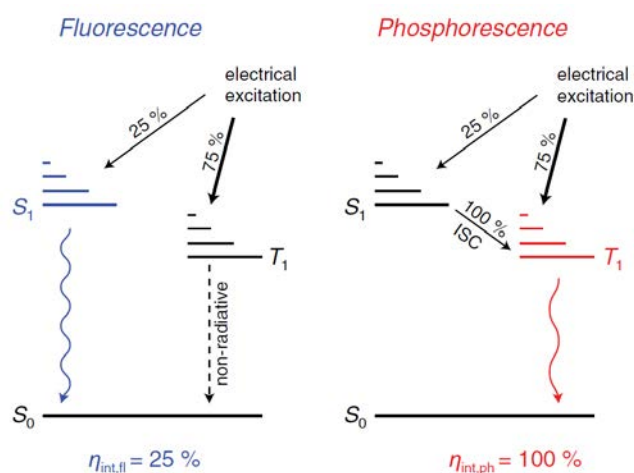 Fluorescence
electrical
excitation
25 %
75 %
S1
T1
non-radiative
S0
ηint,fl = 25 %
Phosphorescence
electrical
excitation
25 %
75 %
S1
100 %
ISC
T1
S0
ηint,ph = 100 %